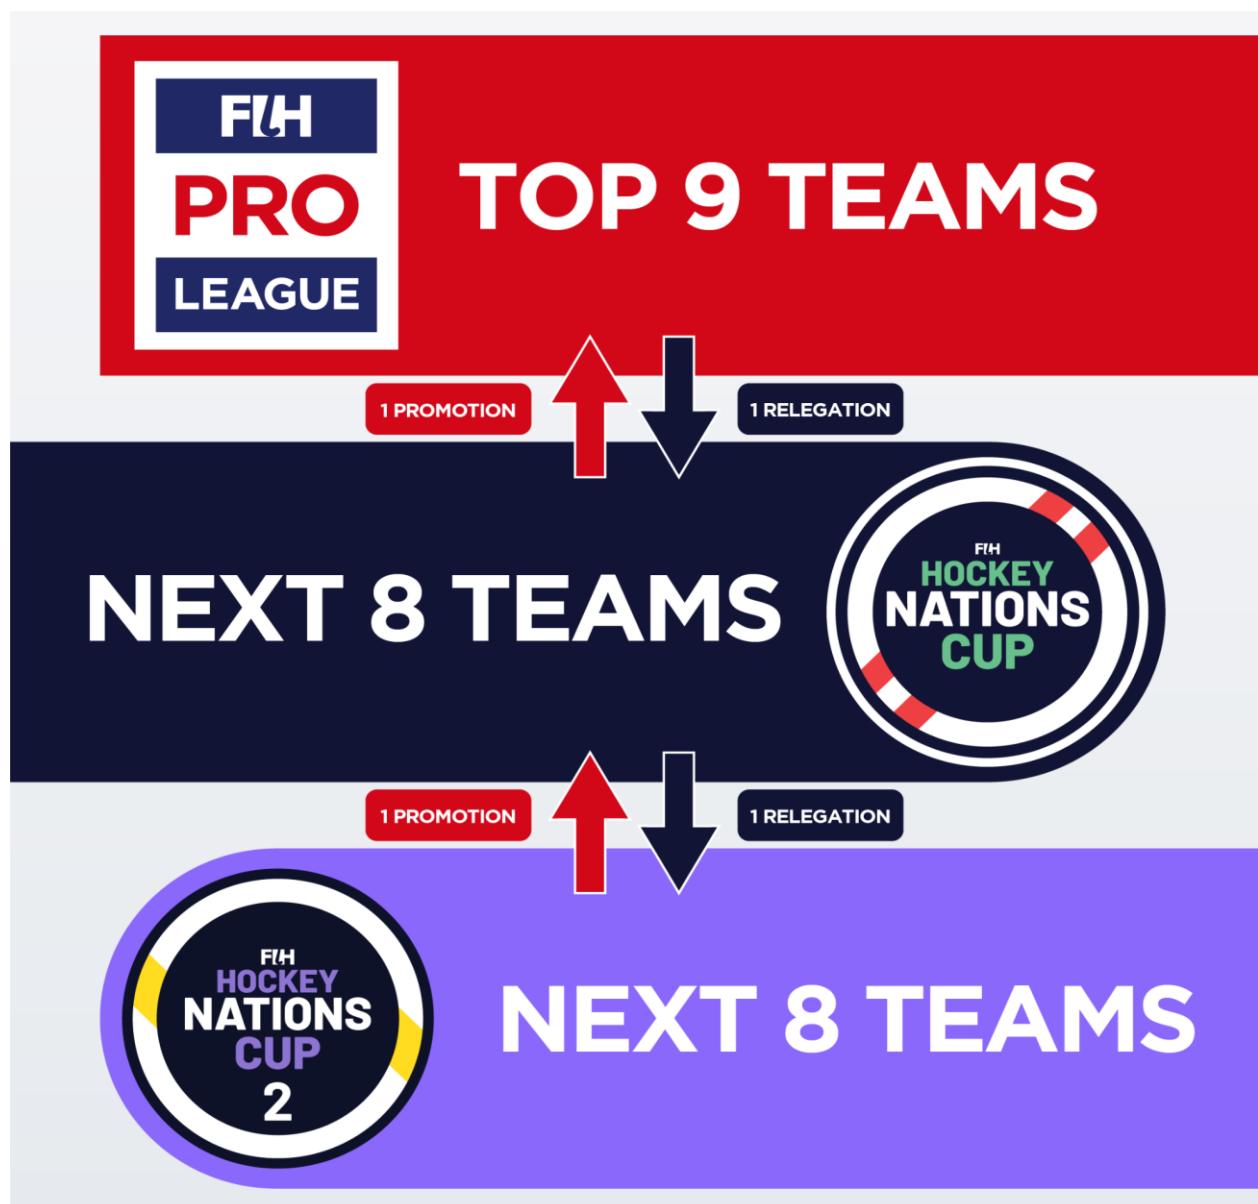 FIH
PRO
LEAGUE
TOP 9 TEAMS
1 PROMOTION
1 RELEGATION
NEXT 8 TEAMS
FIH
HOCKEY
NATIONS
CUP
1 PROMOTION
1 RELEGATION
FIH
HOCKEY
NATIONS
CUP
2
NEXT 8 TEAMS